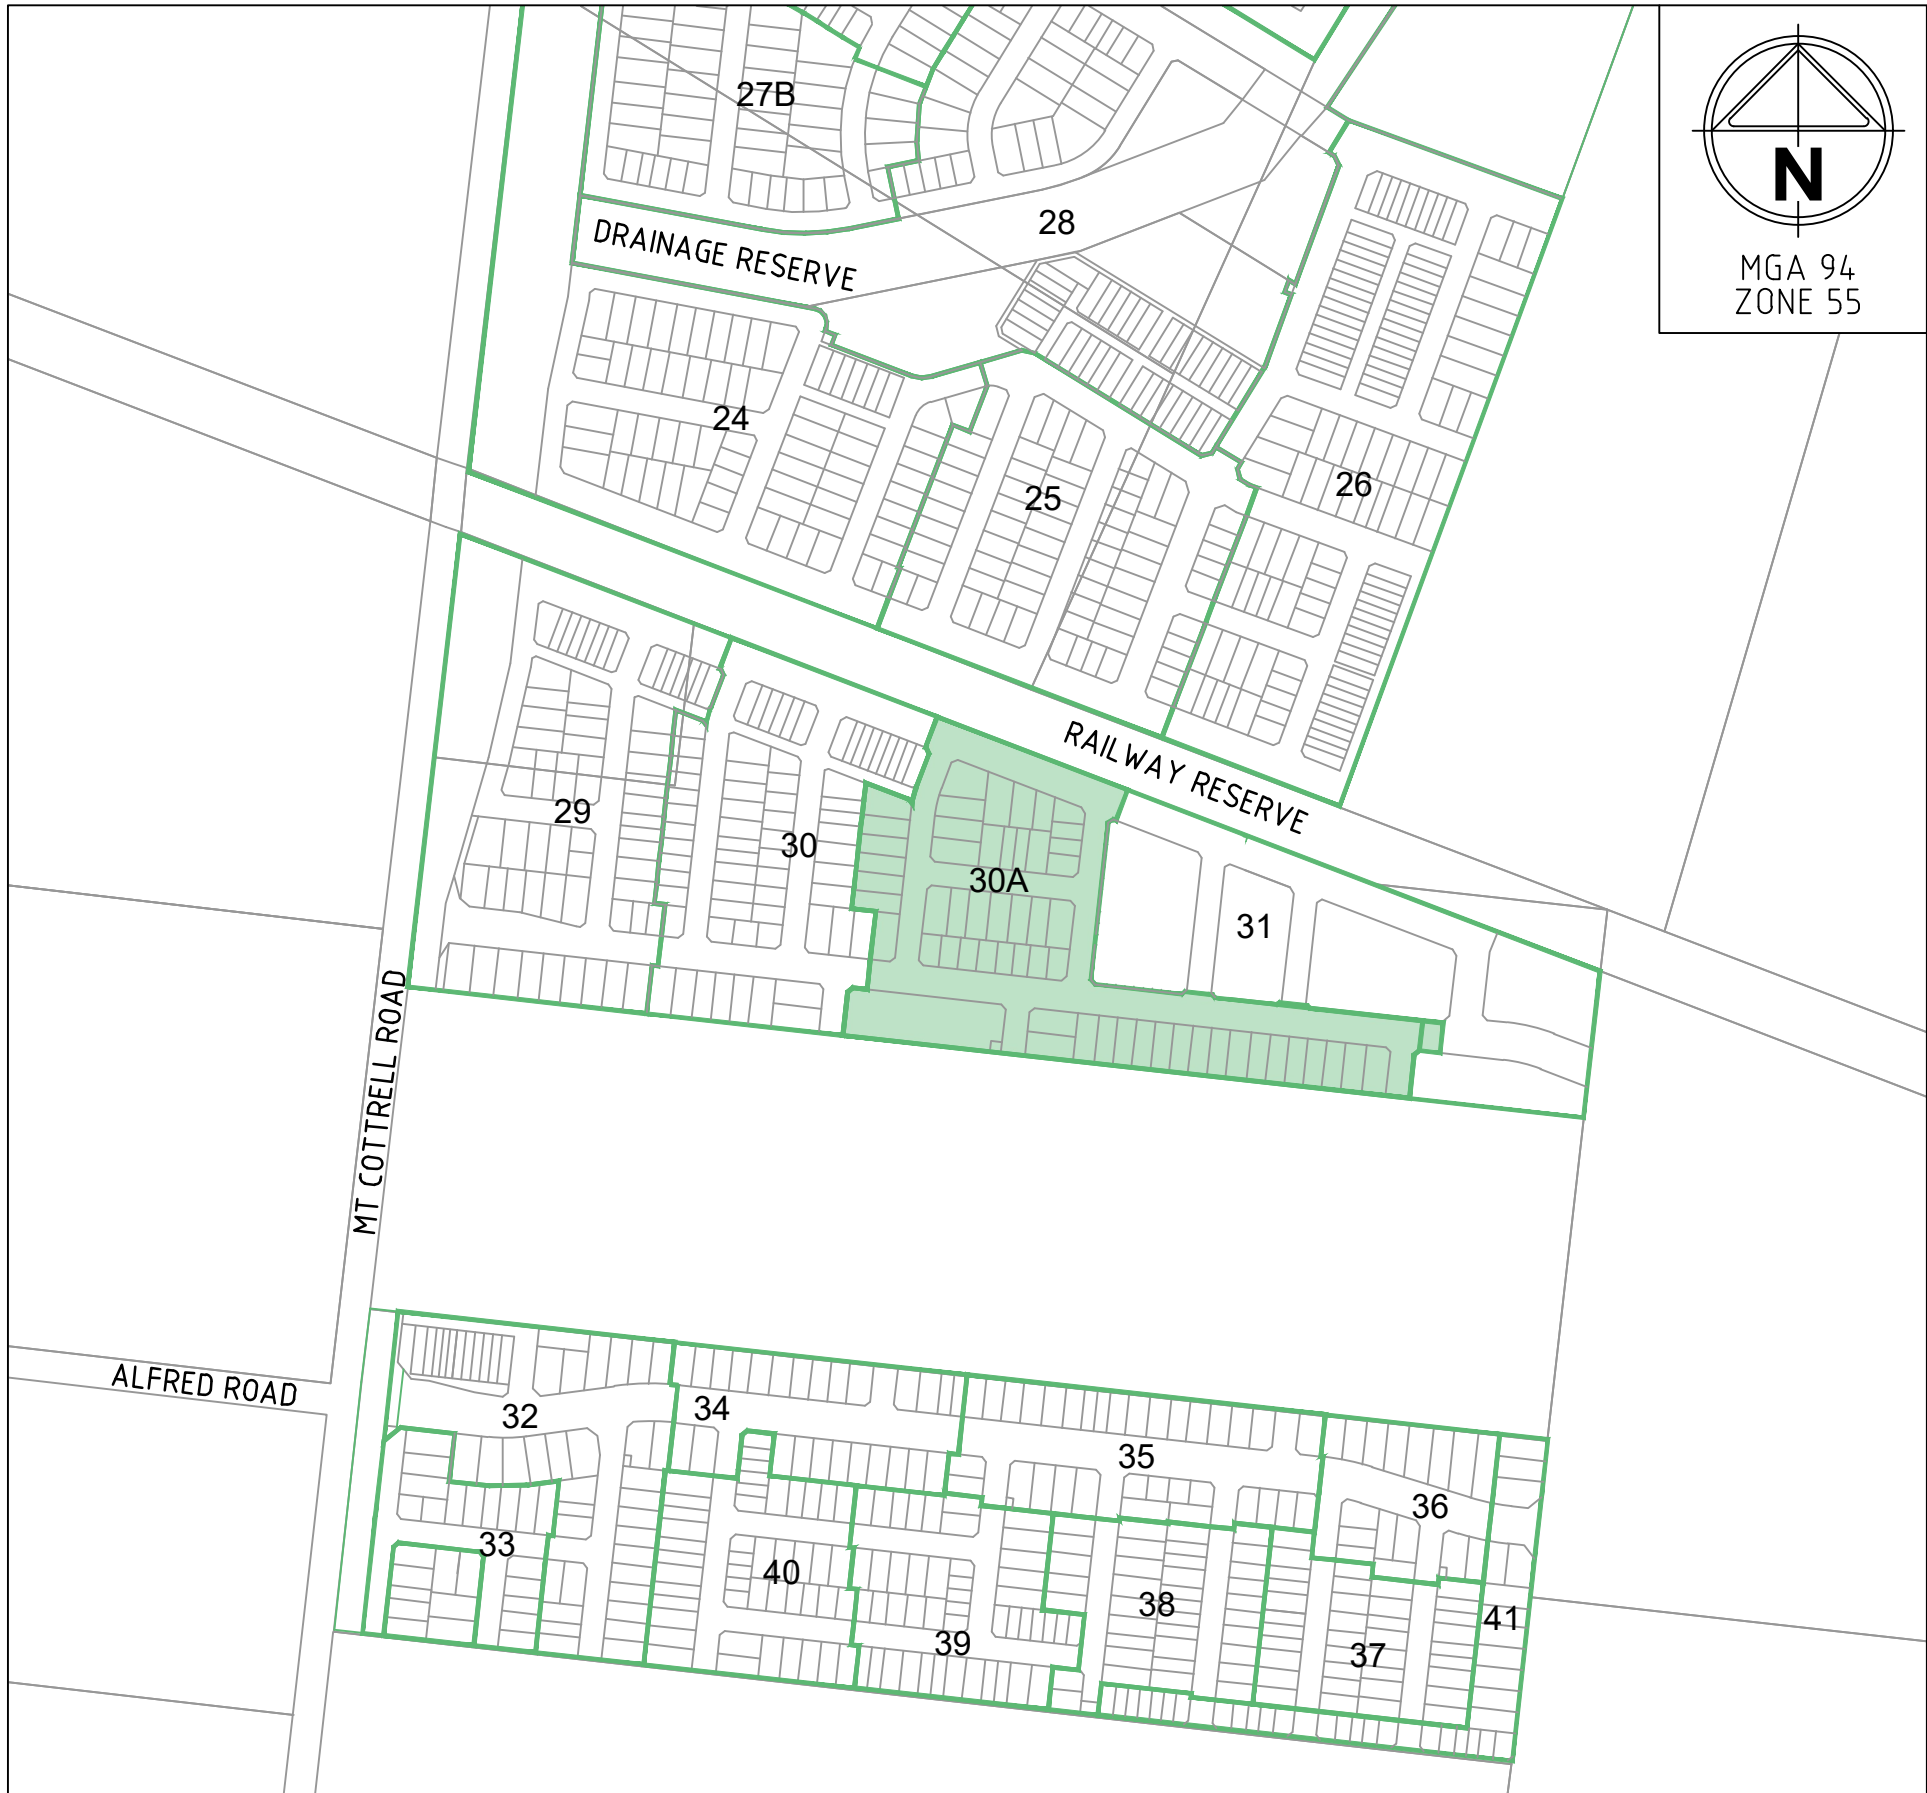 27B
N
MGA 94
ZONE 55
28
DRAINAGE RESERVE
24
25
26
RAILWAY RESERVE
29
30
30A
31
MT COTTRELL ROAD
ALFRED ROAD
32
34
35
36
33
40
38
41
39
37